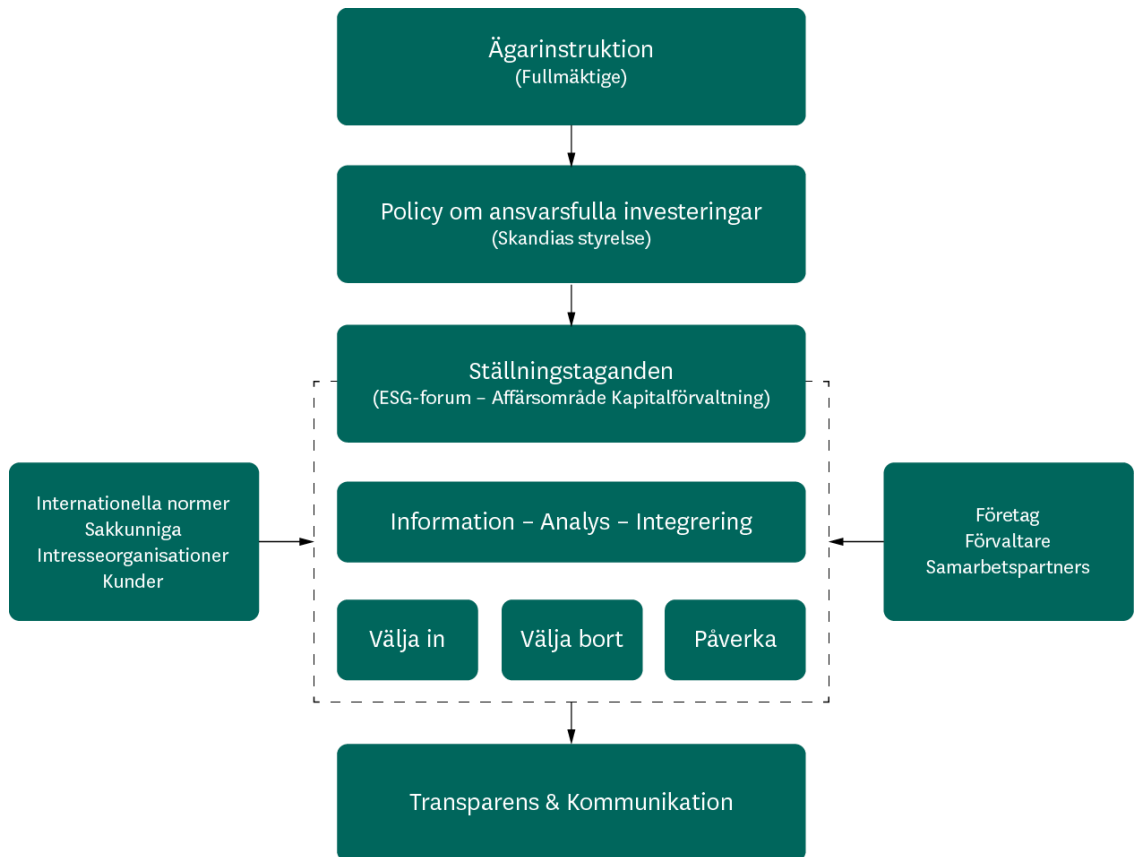 Ägarinstruktion
(Fullmäktige)
Policy om ansvarsfulla investeringar
(Skandias styrelse)
Ställningstaganden
(ESG-forum – Affärsområde Kapitalförvaltning)
Internationella normer
Sakkunniga
Intresseorganisationer
Kunder
Information – Analys – Integrering
Företag
Förvaltare
Samarbetspartners
Välja in
Välja bort
Påverka
Transparens & Kommunikation